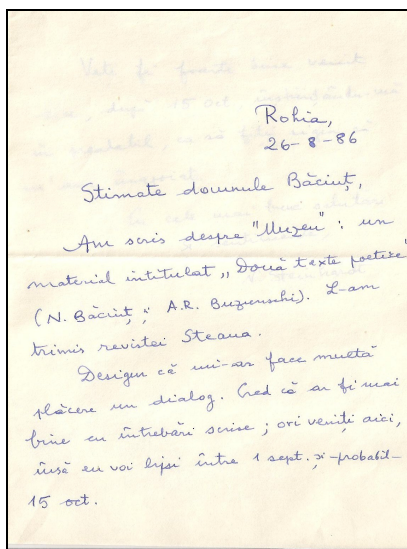 Rohia,
26-8-86
Stimate domnule Băciuț,
Am scris despre "Muzeu": un
material intitulat „Două texte poetice"
(N. Băciuț și A.R. Buzenschi). L-am
trimis revistei Steaua.
Desigur că mi-ar face multă
plăcere un dialog. Cred că ar fi mai
bine cu întrebări scrise; ori veniți aici,
însă eu voi lipsi între 1 sept. și -probabil-
15 oct.